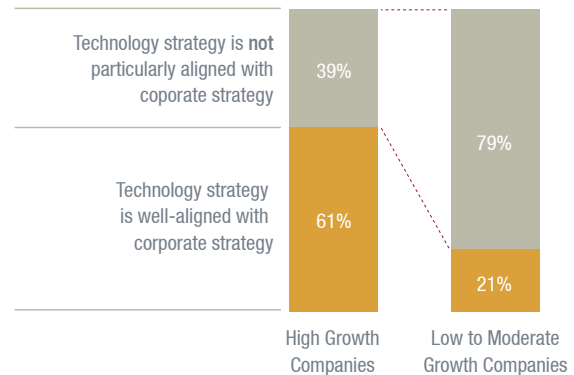 Technology strategy is not
particularly aligned with
coporate strategy
39%
79%
Technology strategy
is well-aligned with
corporate strategy
61%
21%
High Growth
Companies
Low to Moderate
Growth Companies